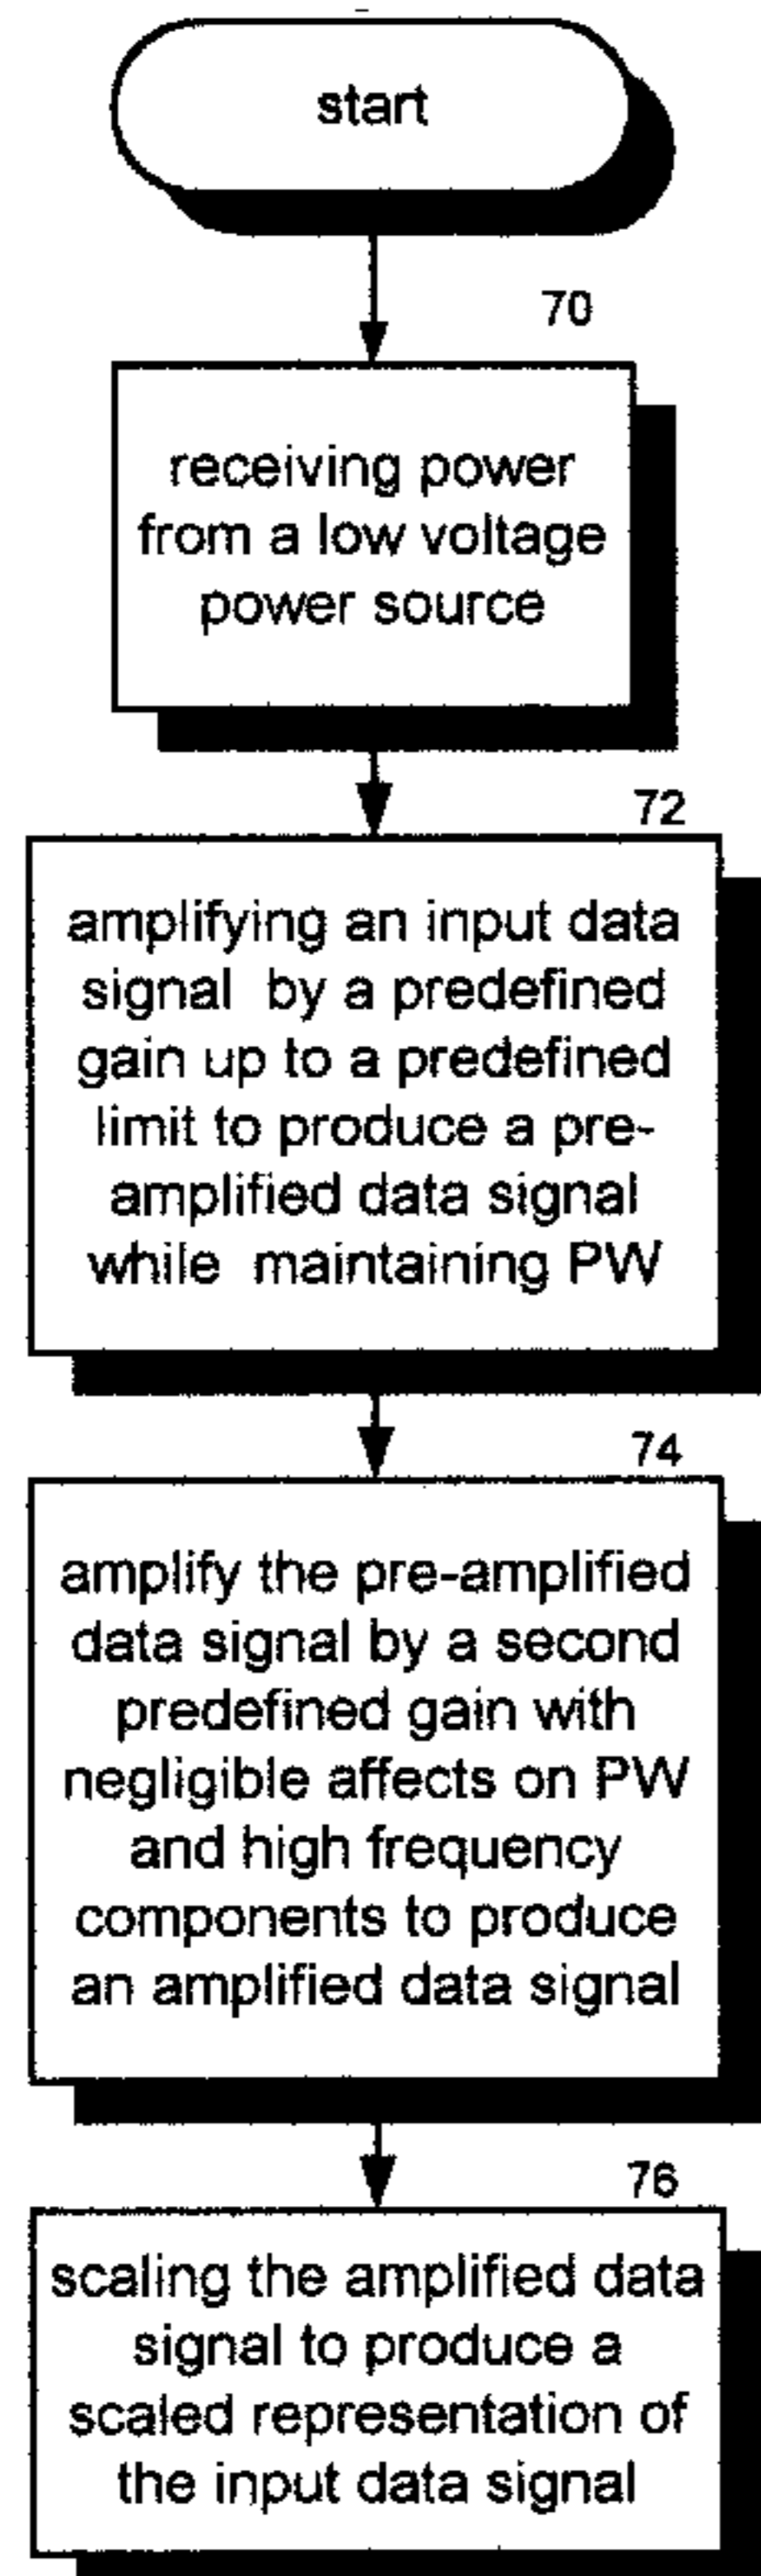 start
70
receiving power
from a low voltage
power source
72
amplifying an input data
signal by a predefined
gain up to a predefined
limit to produce a pre-
amplified data signal
while maintaining PW
74
amplify the pre-amplified
data signal by a second
predefined gain with
negligible affects on PW
and high frequency
components to produce
an amplified data signal
76
scaling the amplified data
signal to produce a
scaled representation of
the input data signal